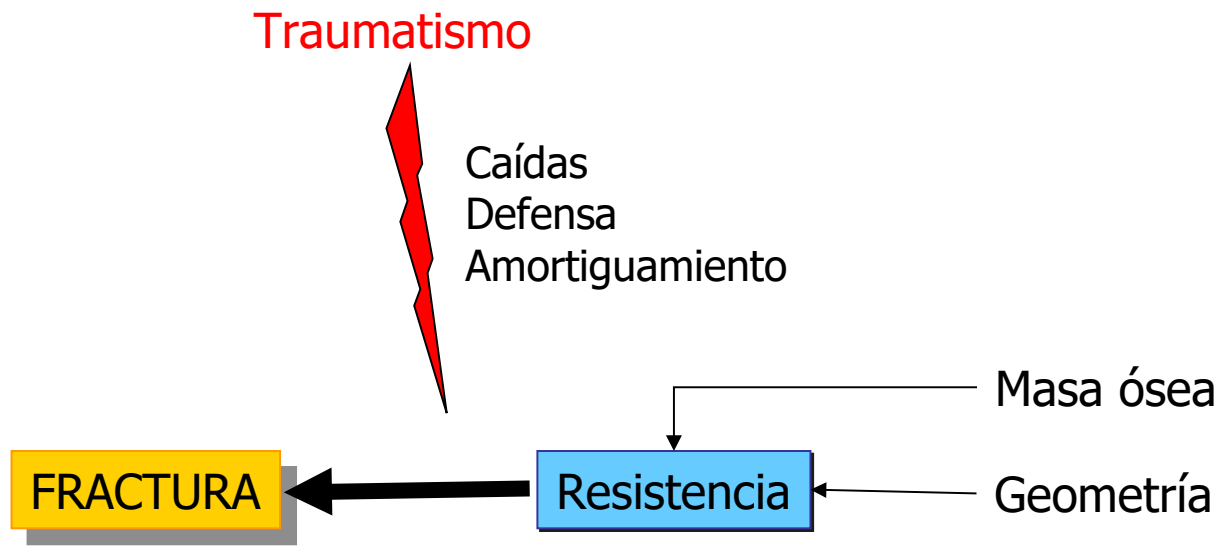 Traumatismo
Caídas
Defensa
Amortiguamiento
Masa ósea
FRACTURA
Resistencia
Geometría